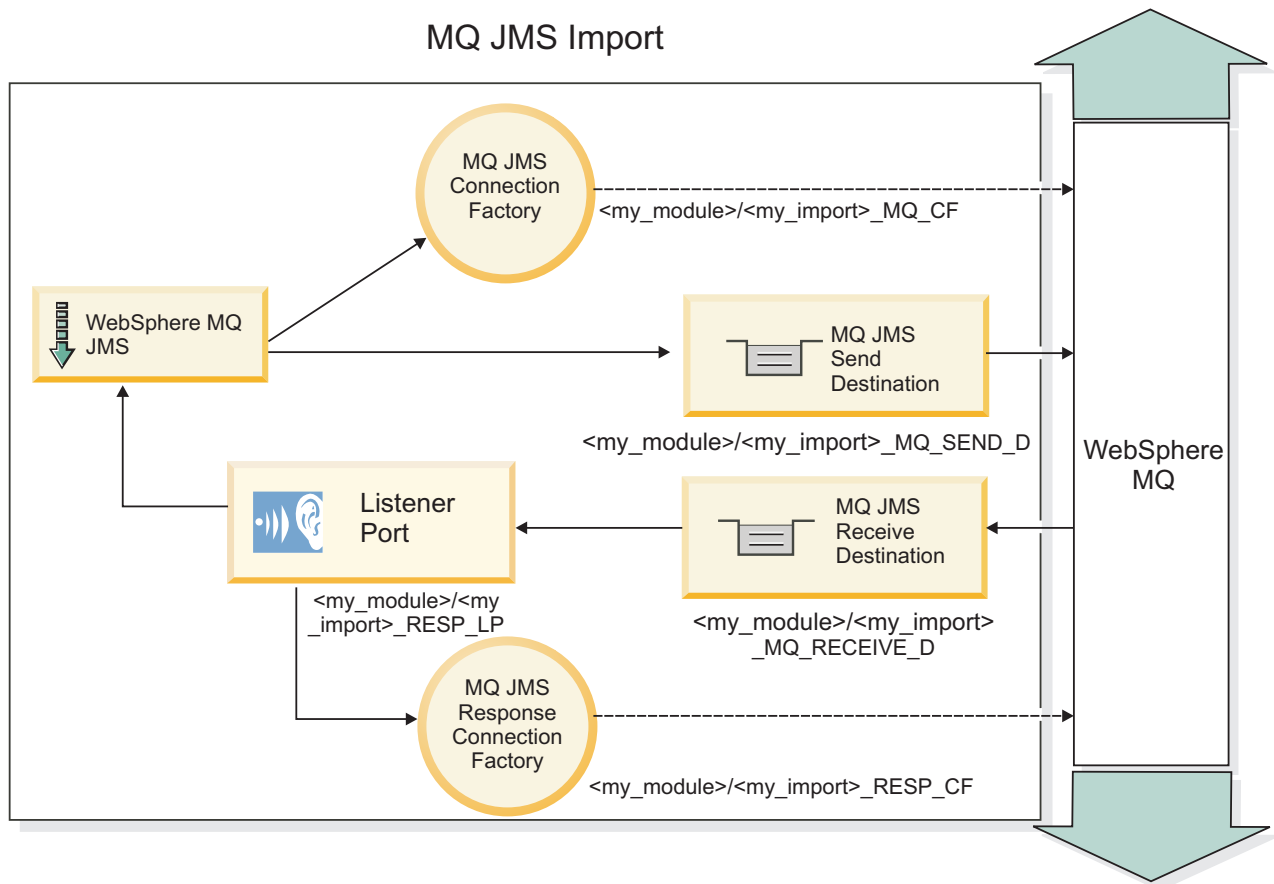 MQ JMS Import
MQ JMS
Connection
Factory
<my_module>/<my_import>_MQ_CF
WebSphere MQ
JMS
MQ JMS
Send
Destination
<my_module>/<my_import>_MQ_SEND_D
WebSphere
MQ
Listener
Port
MQ JMS
Receive
Destination
<my_module>/<my
_import>_RESP_LP
<my_module>/<my_import>
_MQ_RECEIVE_D
MQ JMS
Response
Connection
Factory
<my_module>/<my_import>_RESP_CF